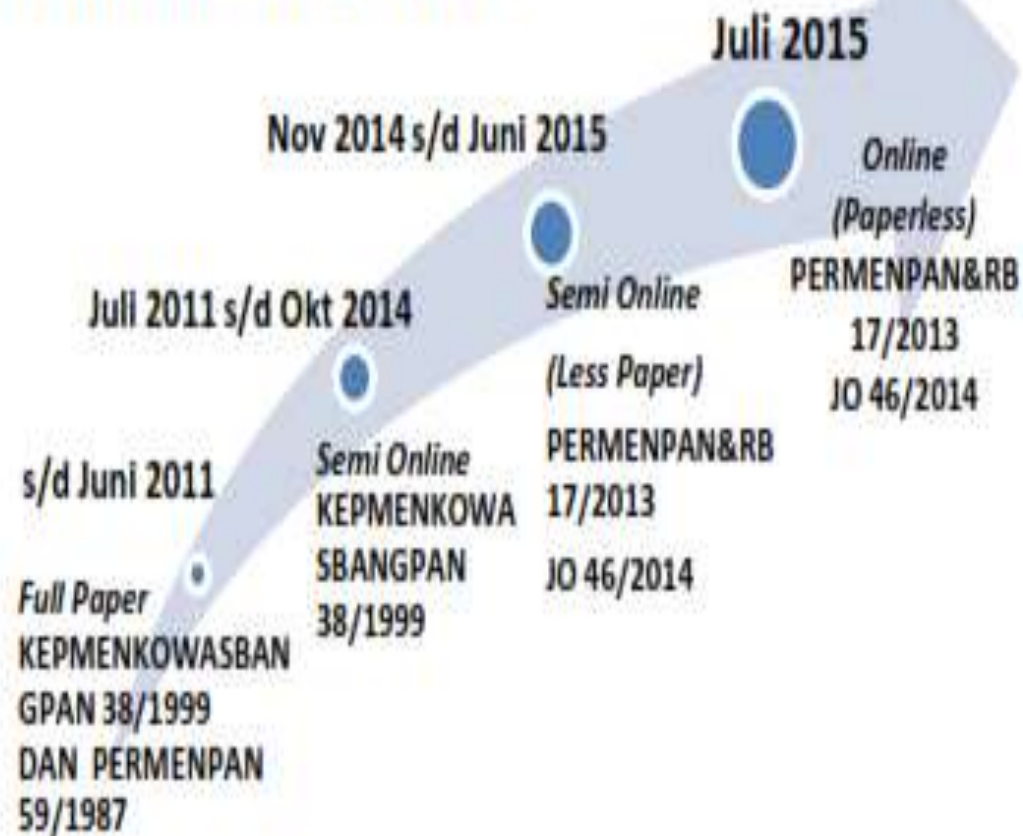 s/d Juni 2011
Full Paper
KEPMENKOWASBAN
GPAN 38/1999
DAN PERMENPAN
59/1987
Juli 2011 s/d Okt 2014
Semi Online
KEPMENKOWA
SBANGPAN
38/1999
Nov 2014 s/d Juni 2015
Semi Online
(Less Paper)
PERMENPAN&RB
17/2013
JO 46/2014
Juli 2015
Online
(Paperless)
PERMENPAN&RB
17/2013
JO 46/2014